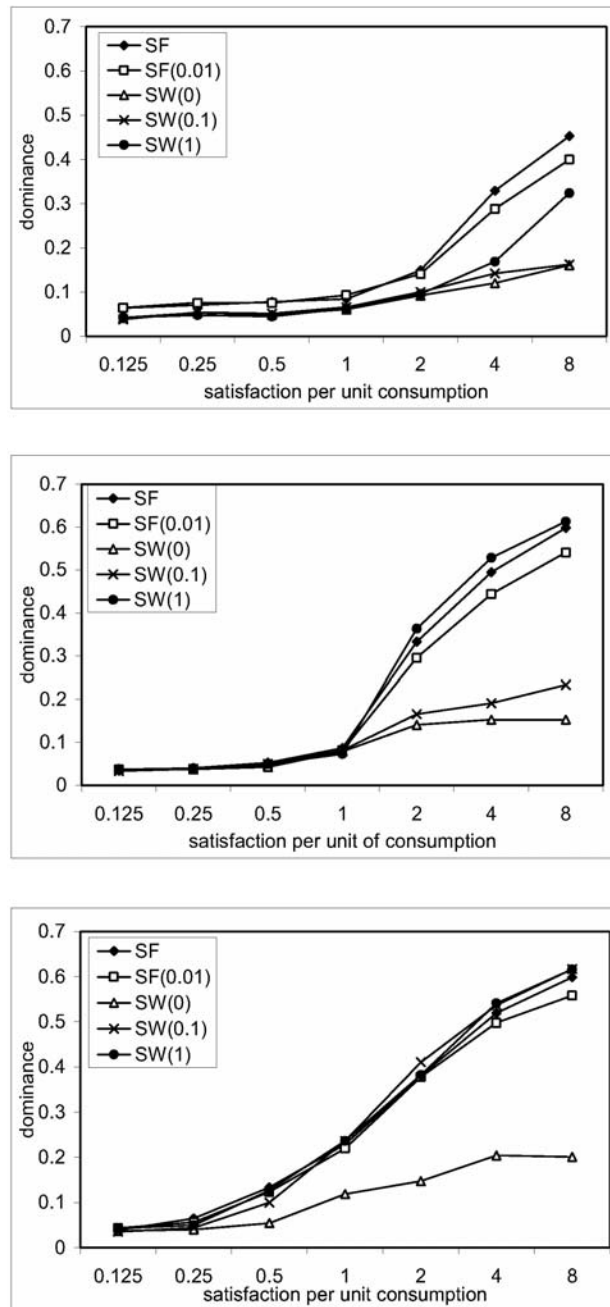 0.7
0.6
0.5
0.4
0.3
0.2
0.1
0
dominance
SF
SF(0.01)
SW(0)
SW(0.1)
SW(1)
0.125 0.25 0.5 1 2 4 8
satisfaction per unit consumption
0.7
0.6
0.5
0.4
0.3
0.2
0.1
0
dominance
SF
SF(0.01)
SW(0)
SW(0.1)
SW(1)
0.125 0.25 0.5 1 2 4 8
satisfaction per unit of consumption
0.7
0.6
0.5
0.4
0.3
0.2
0.1
0
dominance
SF
SF(0.01)
SW(0)
SW(0.1)
SW(1)
0.125 0.25 0.5 1 2 4 8
satisfaction per unit of consumption